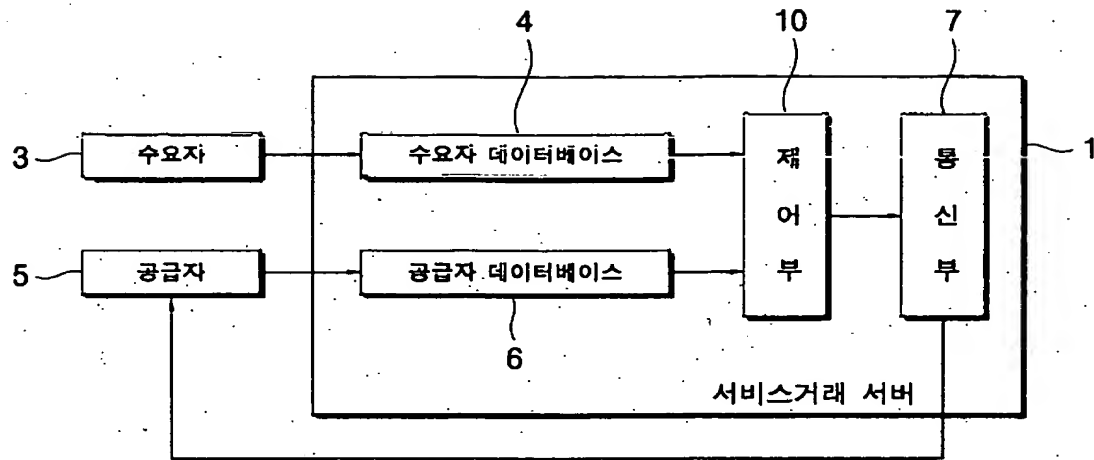 4
10
7
3
수요자
수요자 데이터베이스
제어부
통신부
1
5
공급자
공급자 데이터베이스
6
서비스거래 서버